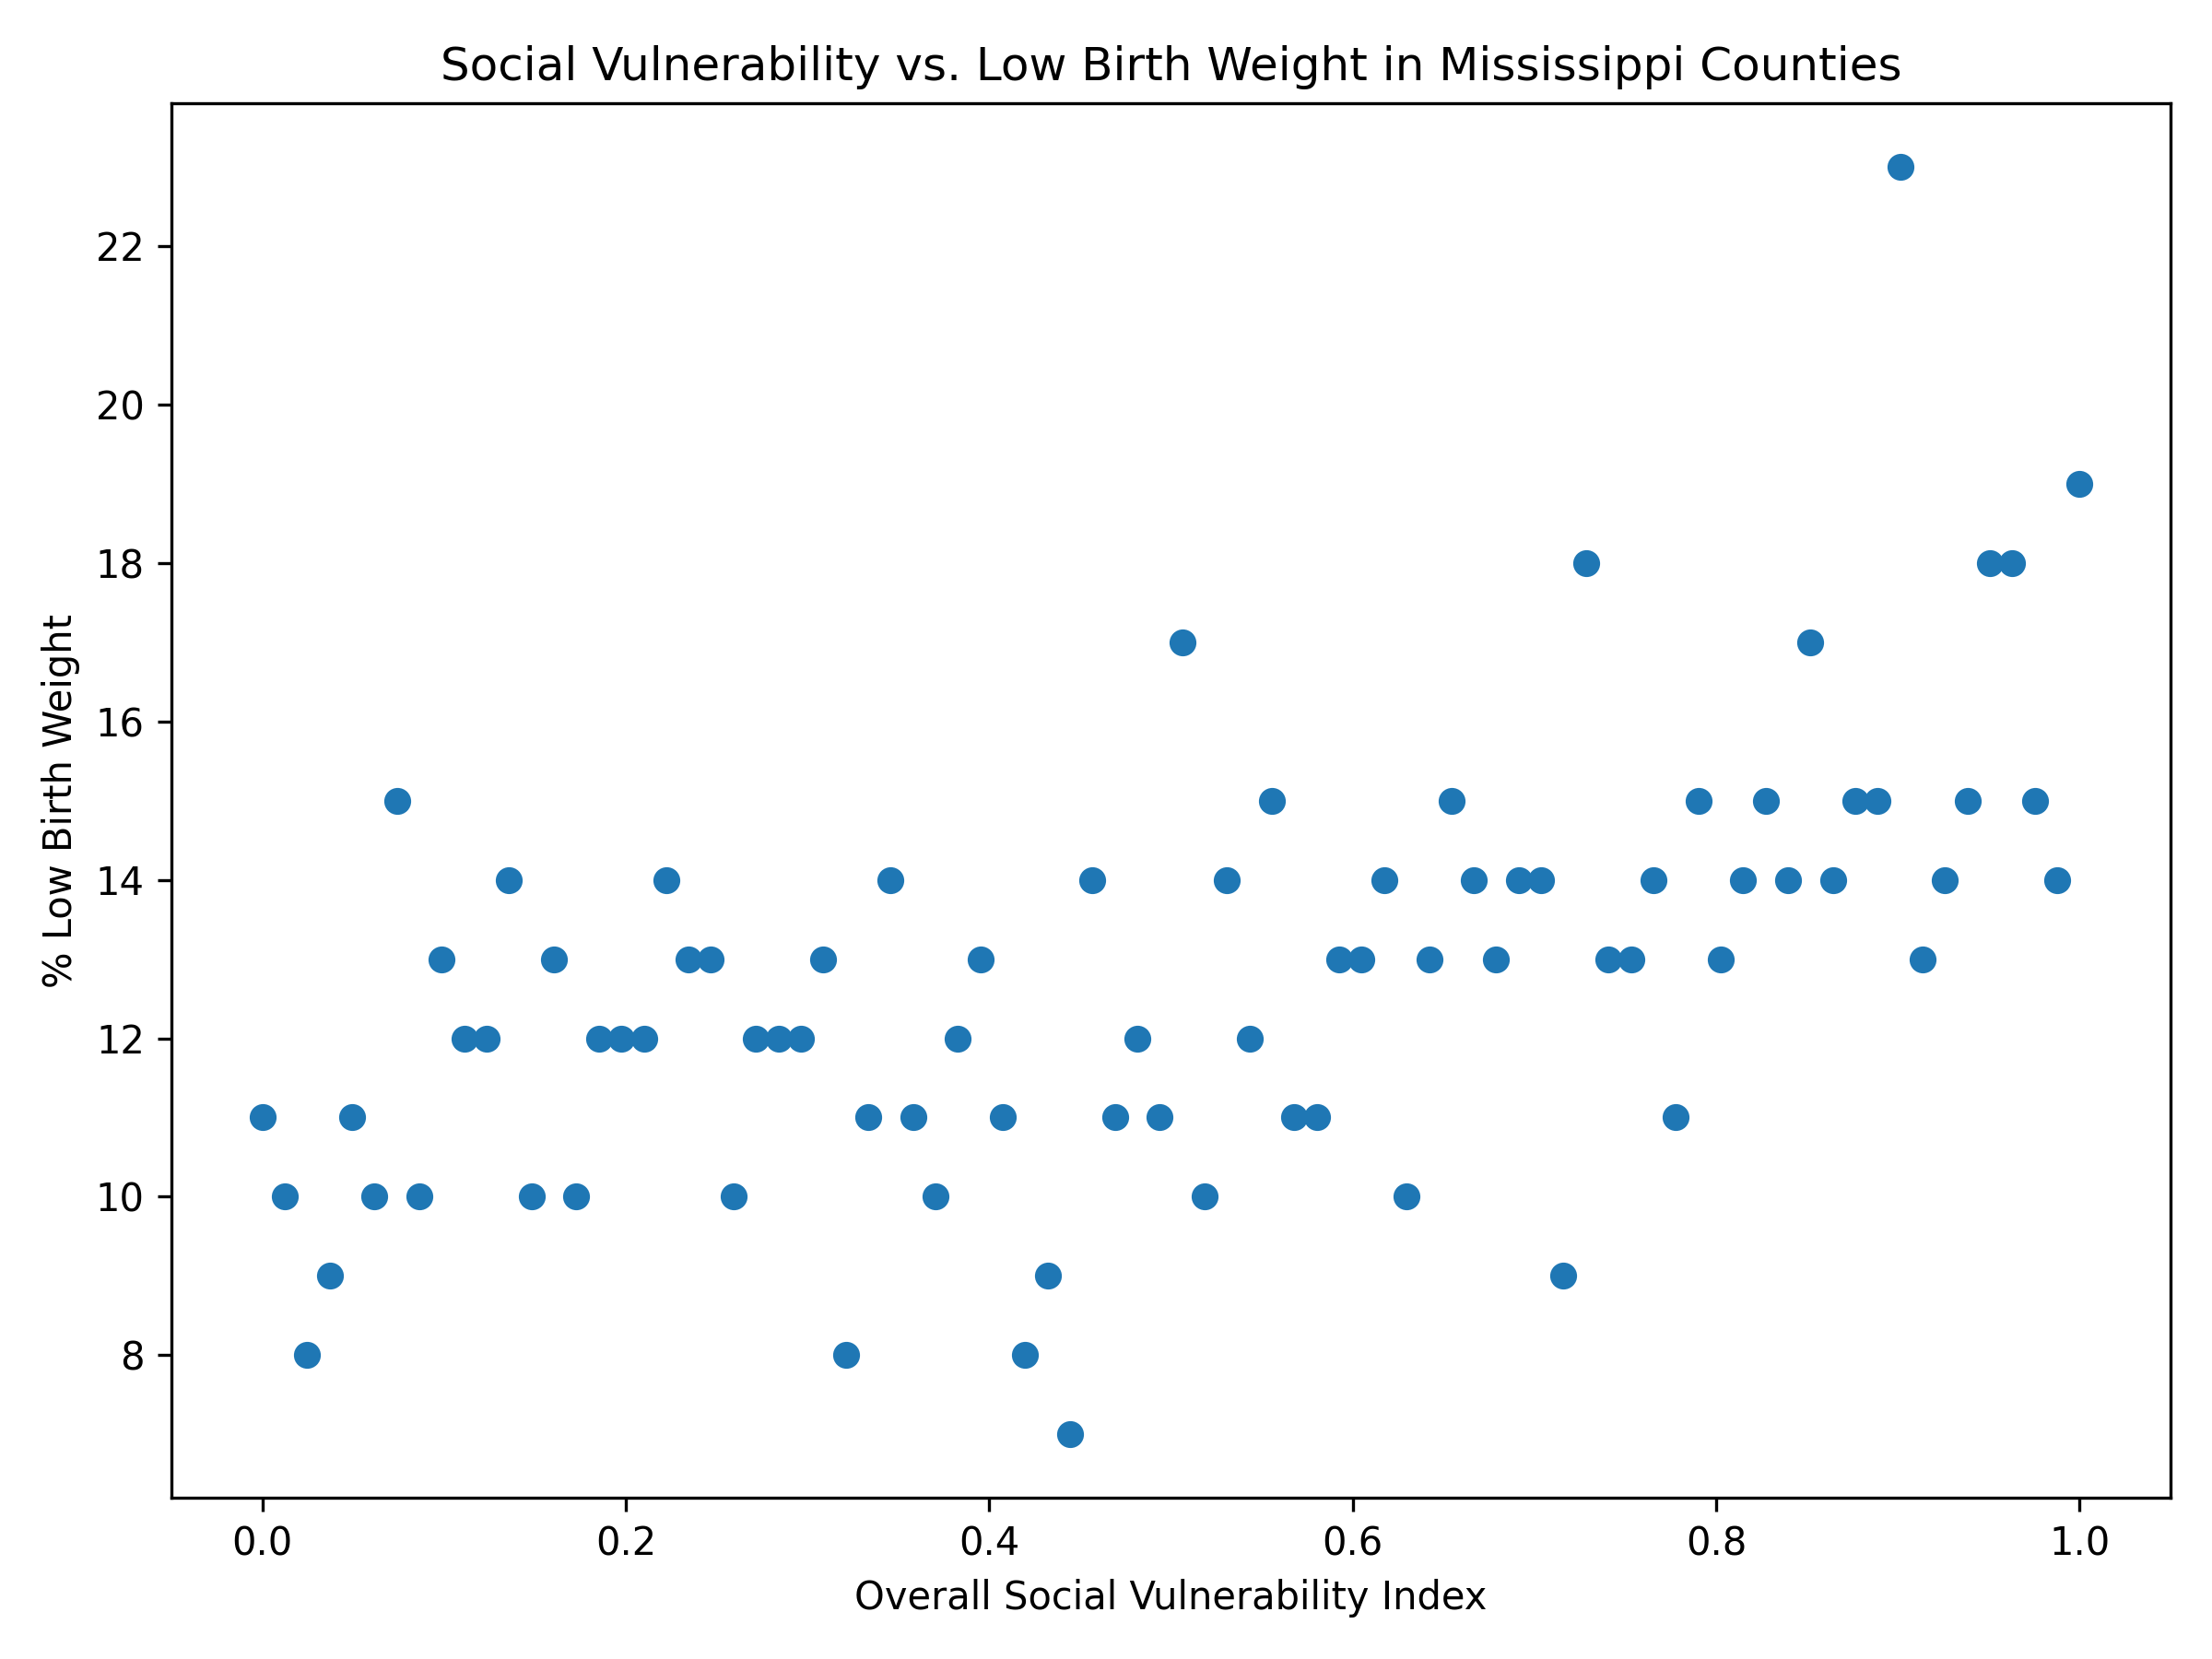 Social Vulnerability vs. Low Birth Weight in Mississippi Counties
% Low Birth Weight
22
20
18
16
14
12
10
8
0.0 0.2 0.4 0.6 0.8 1.0
Overall Social Vulnerability Index